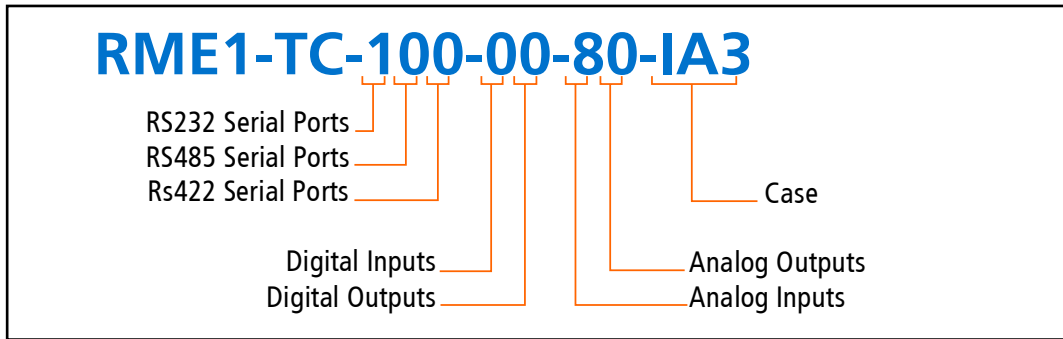 RME1-TC-100-00-80-IA3
RS232 Serial Ports
RS485 Serial Ports
Rs422 Serial Ports
Case
Digital Inputs
Analog Outputs
Digital Outputs
Analog Inputs